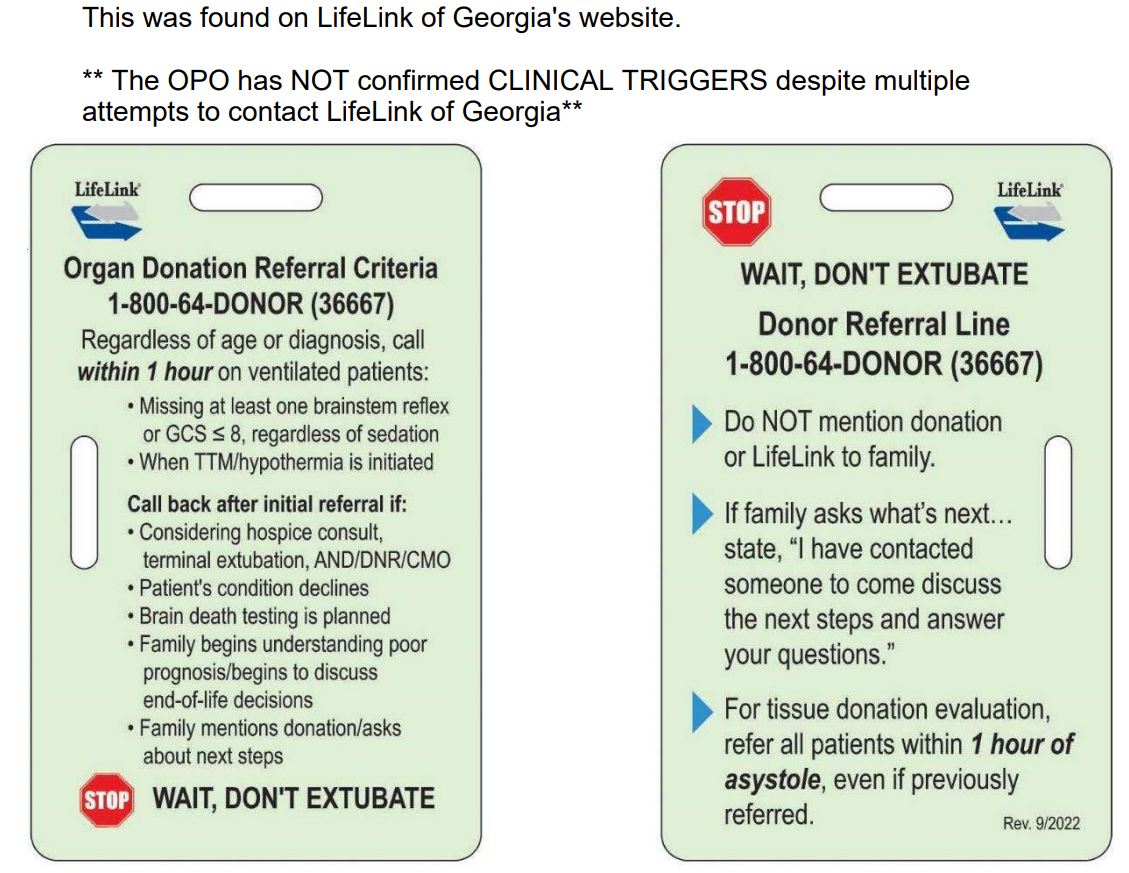 This was found on LifeLink of Georgia's website.
** The OPO has NOT confirmed CLINICAL TRIGGERS despite multiple
attempts to contact LifeLink of Georgia**
LifeLink®
Organ Donation Referral Criteria
1-800-64-DONOR (36667)
Regardless of age or diagnosis, call
within 1 hour on ventilated patients:
• Missing at least one brainstem reflex
or GCS ≤ 8, regardless of sedation
• When TTM/hypothermia is initiated
Call back after initial referral if:
• Considering hospice consult,
terminal extubation, AND/DNR/CMO
• Patient's condition declines
• Brain death testing is planned
• Family begins understanding poor
prognosis/begins to discuss
end-of-life decisions
• Family mentions donation/asks
about next steps
STOP WAIT, DON'T EXTUBATE
STOP
LifeLink®
WAIT, DON'T EXTUBATE
Donor Referral Line
1-800-64-DONOR (36667)
Do NOT mention donation
or LifeLink to family.
If family asks what's next...
state, “I have contacted
someone to come discuss
the next steps and answer
your questions.”
For tissue donation evaluation,
refer all patients within 1 hour of
asystole, even if previously
referred.
Rev. 9/2022